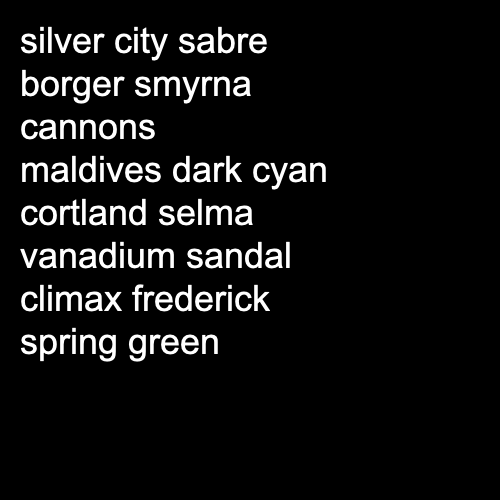 silver city sabre
borger smyrna
cannons
maldives dark cyan
cortland selma
vanadium sandal
climax frederick
spring green